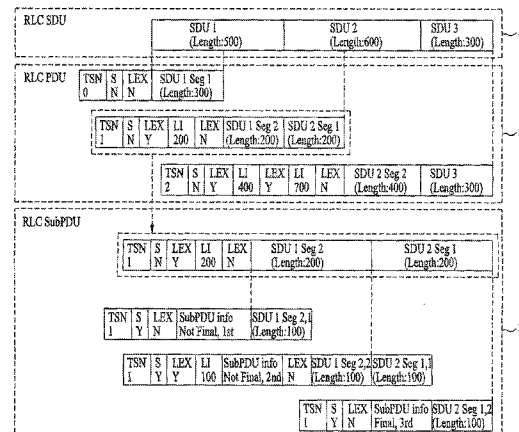 RLC SDU
SDU 1 SDU 2 SDU 3
(Length:500) (Length:600) (Length:300)
RLC PDU
TSN S LEX SDU 1 Seg 1
0 N N (Length:300)
TSN S LEX LI LEX SDU 1 Seg 2 SDU 2 Seg 1
1 N Y 200 N (Length:200) (Length:200)
TSN S LEX LI LEX LI LEX SDU 2 Seg 2 SDU 3
2 N Y 400 Y 700 N (Length:400) (Length:300)
RLC SubPDU
TSN S LEX LI LEX SDU 1 Seg 2 SDU 2 Seg 1
1 N Y 200 N (Length:200) (Length:200)
TSN S LEX SubPDU info SDU 1 Seg 2,1
1 Y N Not Final, 1st (Length:100)
TSN S LEX LI SubPDU info LEX SDU 1 Seg 2,2 SDU 2 Seg 1,1
1 Y Y 100 Not Final, 2nd N (Length:100) (Length:100)
TSN S LEX SubPDU info SDU 2 Seg 1,2
1 Y N Final, 3rd (Length:100)